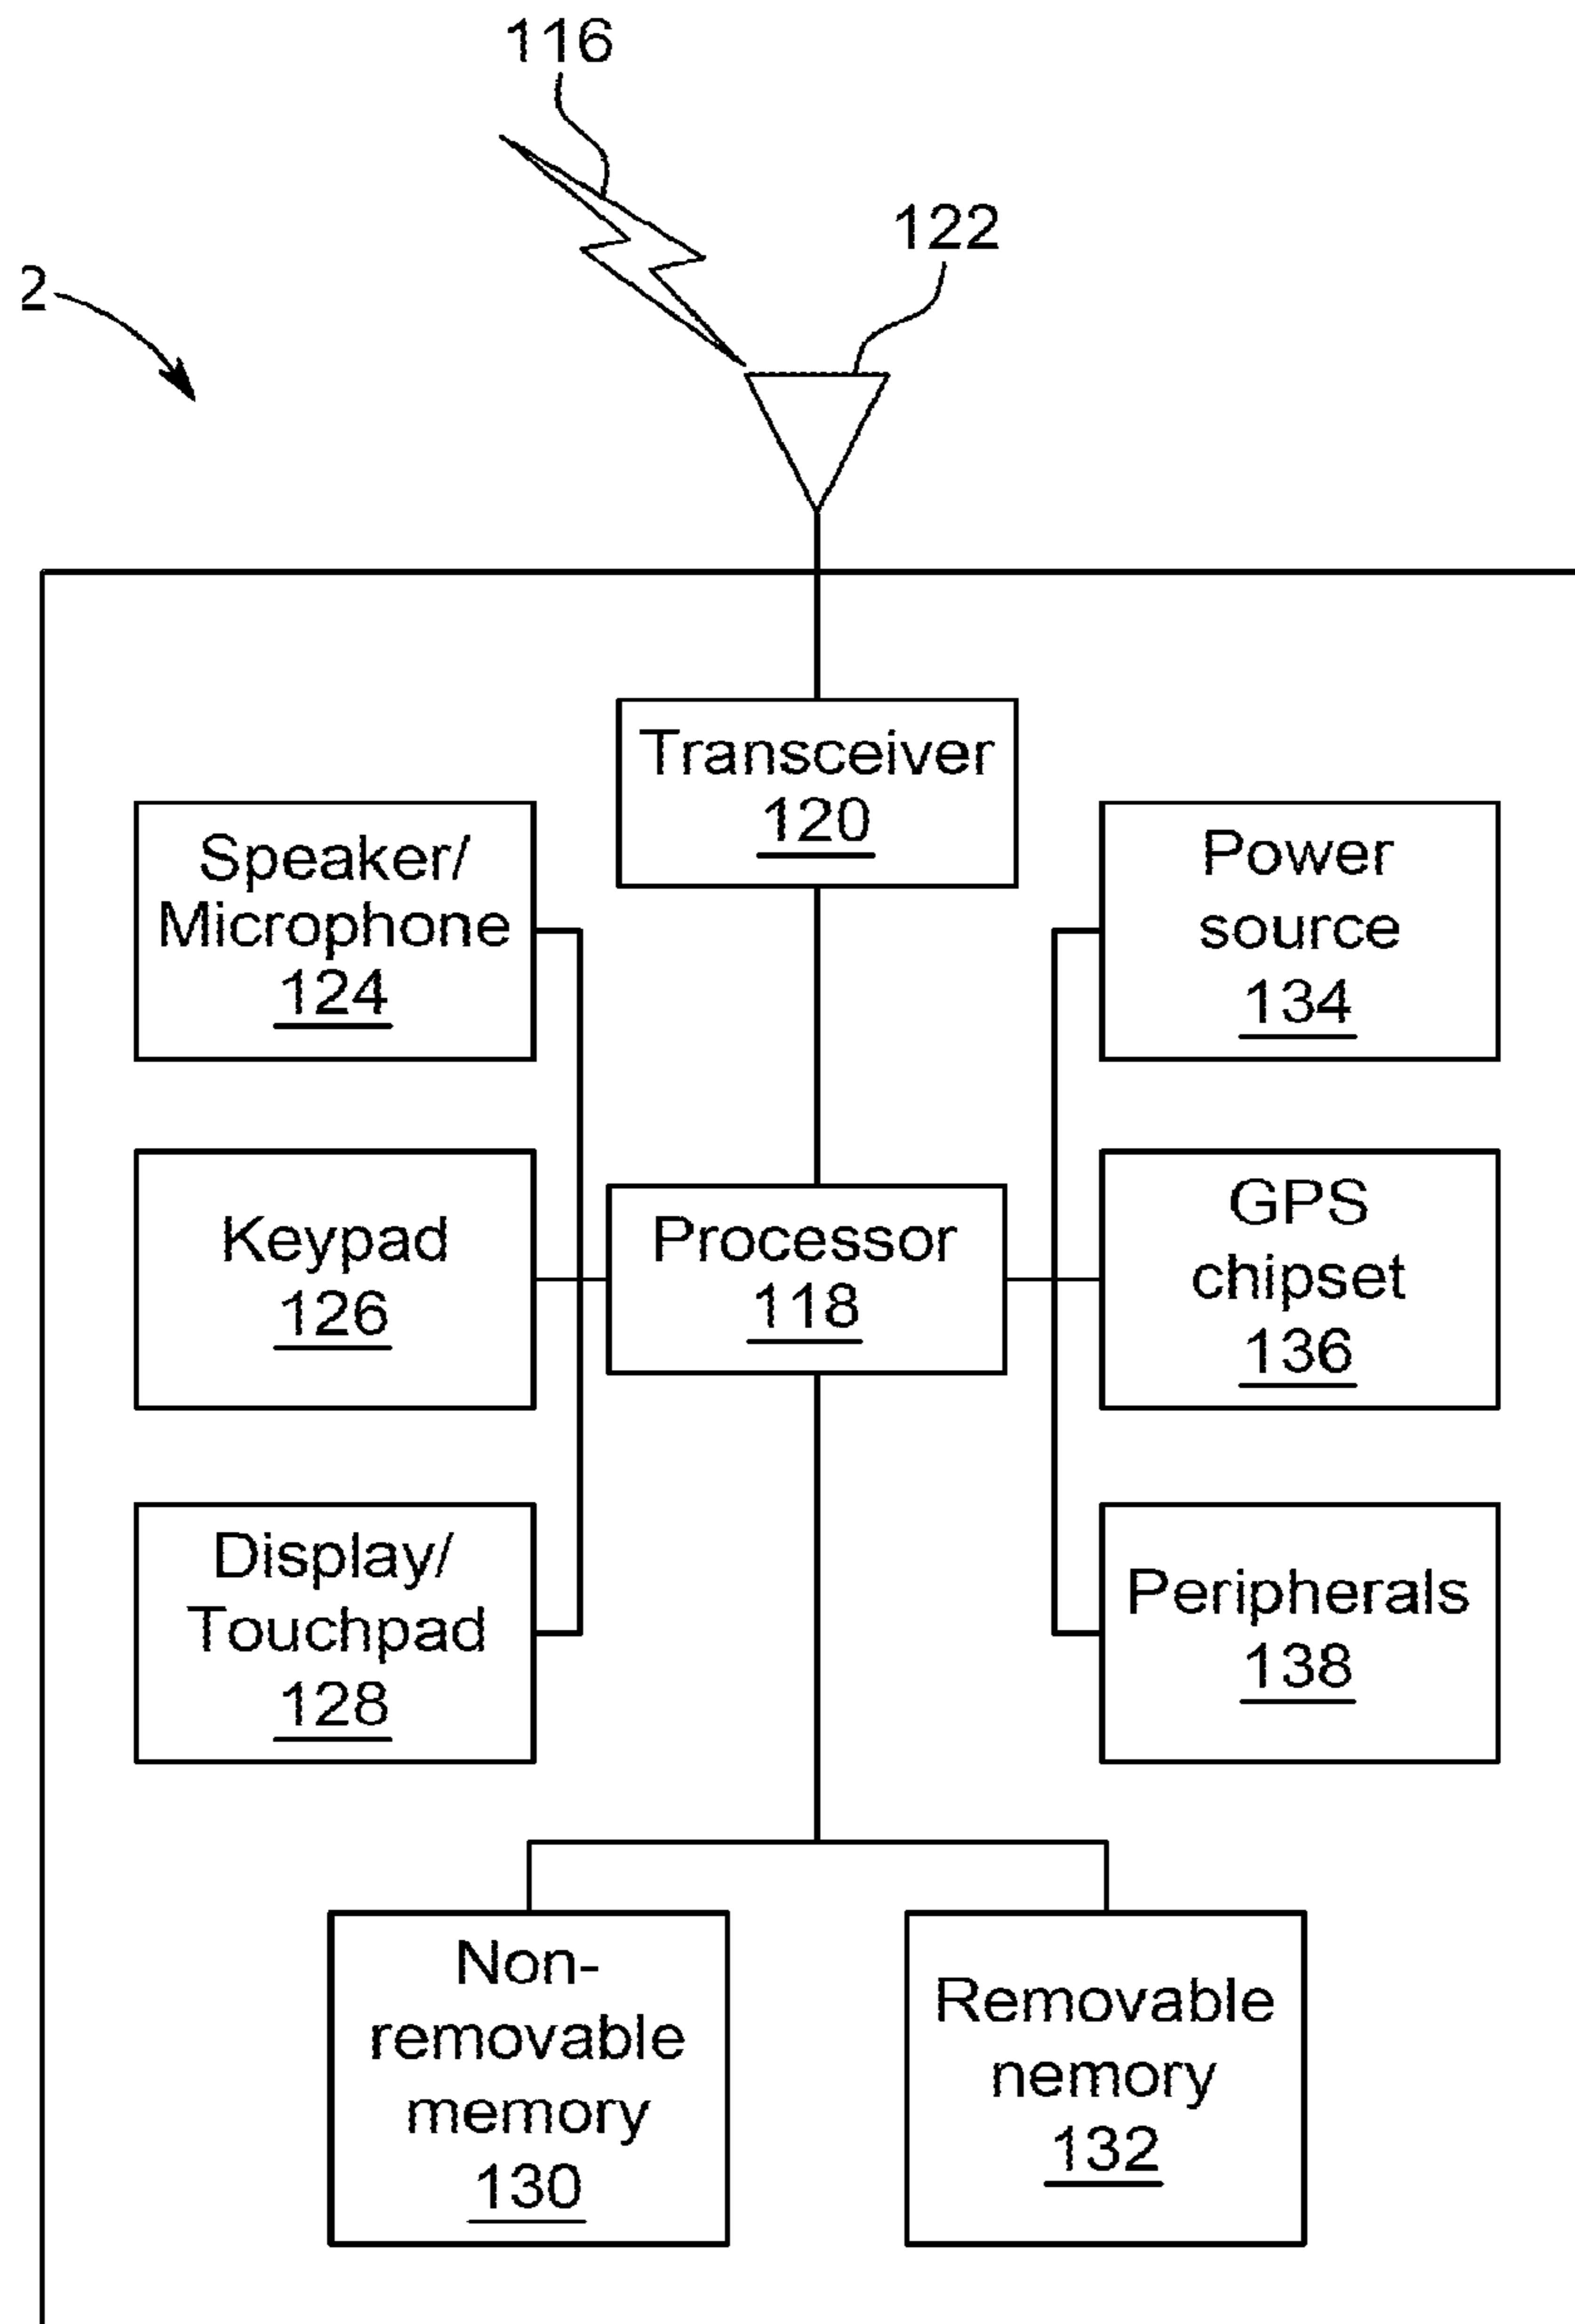 116
122
2
Transceiver
120
Speaker/
Microphone
124
Power
source
134
Keypad
126
Processor
118
GPS
chipset
136
Display/
Touchpad
128
Peripherals
138
Non-
removable
memory
130
Removable
nemory
132